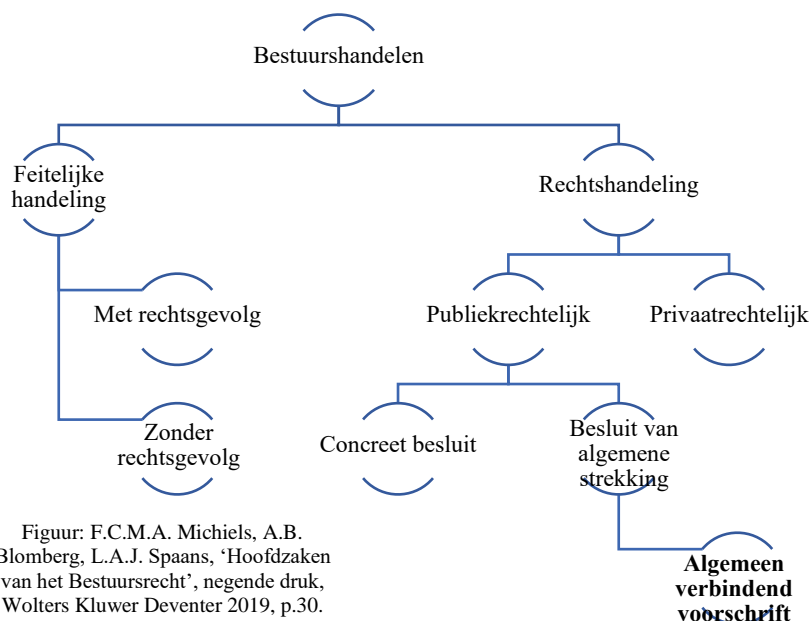 Bestuurshandelen
Feitelijke
handeling
Rechtshandeling
Met rechtsgevolg
Publiekrechtelijk
Privaatrechtelijk
Zonder
rechtsgevolg
Concreet besluit
Besluit van
algemene
strekking
Algemeen
verbindend
voorschrift
Figuur: F.C.M.A. Michiels, A.B.
Blomberg, L.A.J. Spaans, ‘Hoofdzaken
van het Bestuursrecht’, negende druk,
Wolters Kluwer Deventer 2019, p.30.